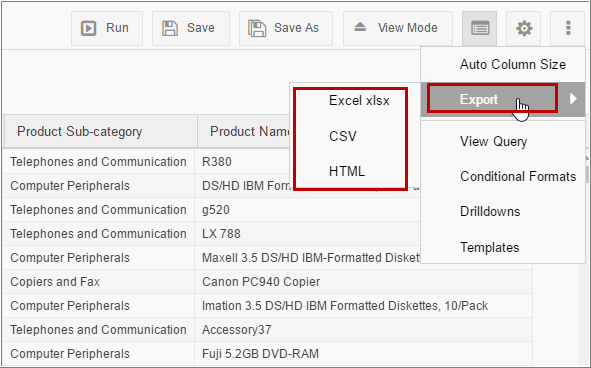 Run Save Save As View Mode
Auto Column Size
Export
Excel xlsx
CSV
HTML
View Query
Conditional Formats
Drilldowns
Templates
Product Sub-category Product Name
Telephones and Communication R380
Computer Peripherals DS/HD IBM
Telephones and Communication g520
Telephones and Communication LX 788
Computer Peripherals Maxell 3.5 DS/HD IBM-Formatted
Copiers and Fax Canon PC940 Copier
Computer Peripherals Imation 3.5 DS/HD IBM Formatted Diskettes, 10/Pack
Telephones and Communication Accessory37
Computer Peripherals Fuji 5.2GB DVD-RAM